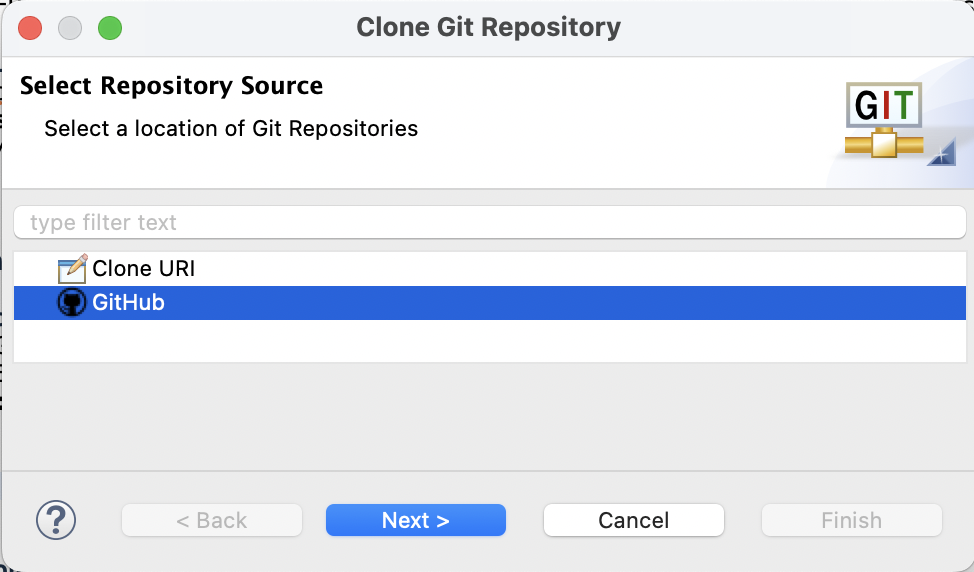 Clone Git Repository
Select Repository Source
Select a location of Git Repositories
GIT
type filter text
Clone URI
GitHub
?
< Back
Next >
Cancel
Finish